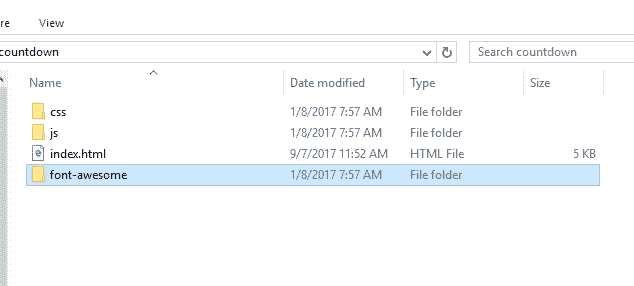 re View
countdown Search countdown
Name Date modified Type Size
css 1/8/2017 7:57 AM File folder
js 1/8/2017 7:57 AM File folder
index.html 9/7/2017 11:52 AM HTML File 5 KB
font-awesome 1/8/2017 7:57 AM File folder